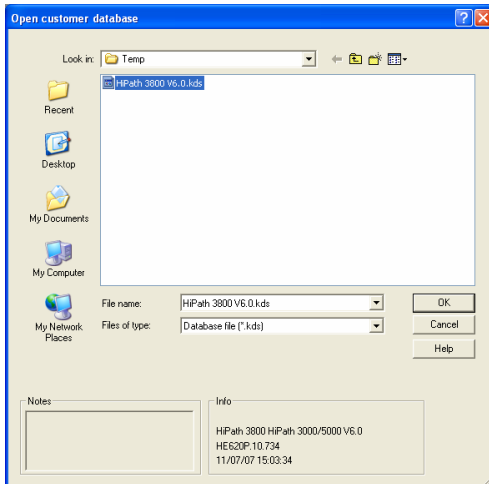 Open customer database
Look in: Temp
HiPath 3800 V6.0.kds
Recent
Desktop
My Documents
My Computer
My Network
Places
File name: HiPath 3800 V6.0.kds OK
Files of type: Database file (*.kds) Cancel
Help
Notes
Info
HiPath 3800 HiPath 3000/5000 V6.0
HE620P.10.734
11/07/07 15:03:34